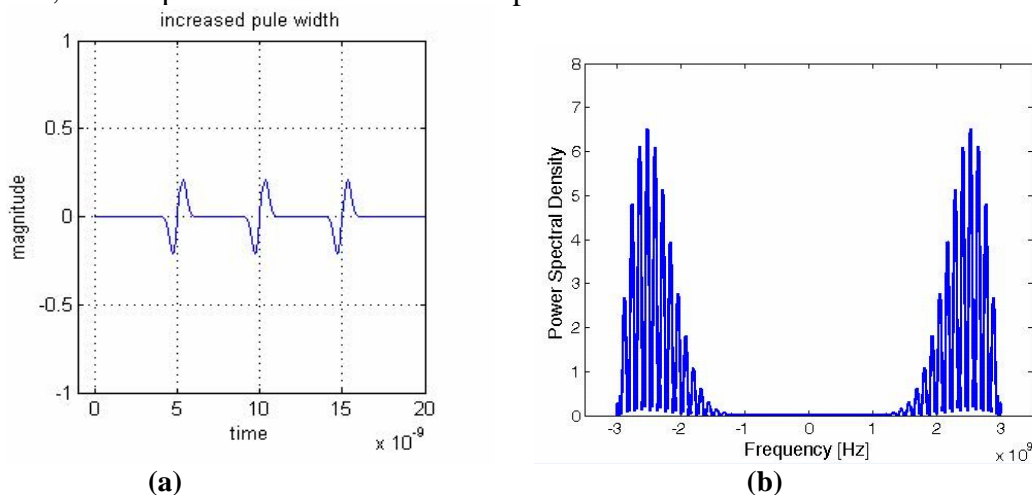 increased pule width
1
0.5
0
-0.5
-1
magnitude
0 5 10 15 20
time
x 10^-9
(a)
8
7
6
5
4
3
2
1
0
Power Spectral Density
-3 -2 -1 0 1 2 3
Frequency [Hz]
x 10^9
(b)